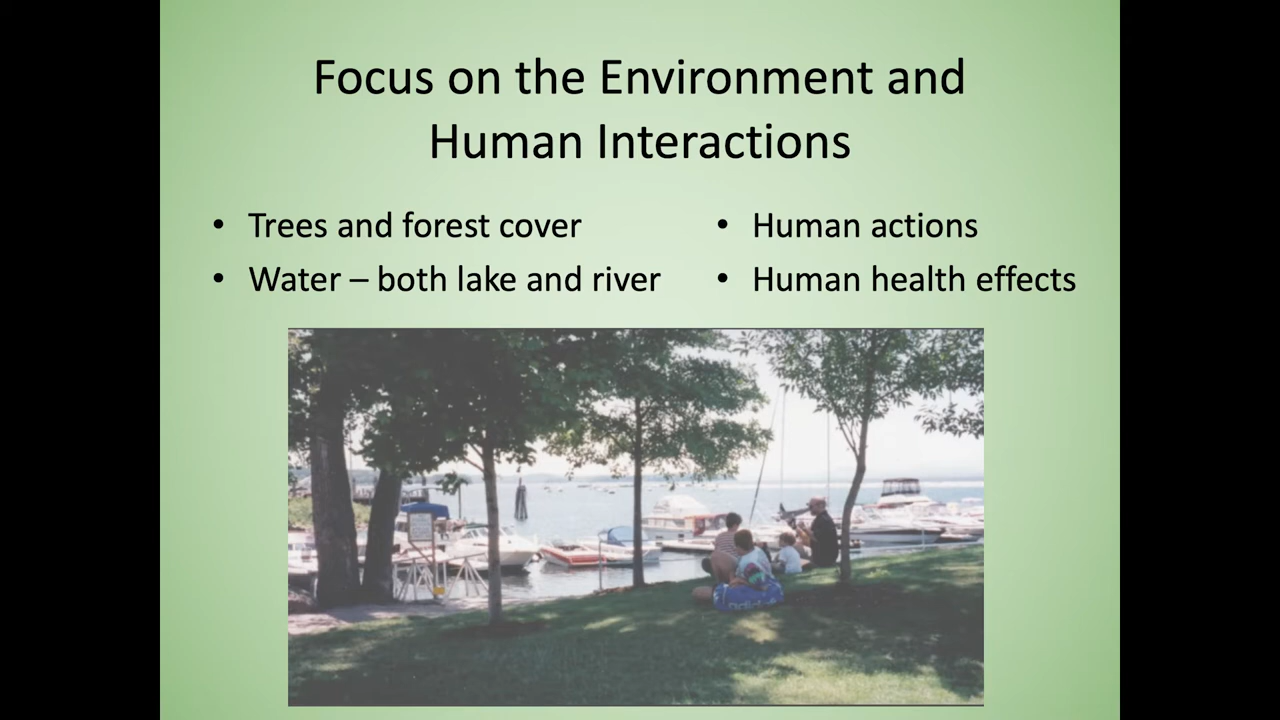 Focus on the Environment and
Human Interactions
• Trees and forest cover
• Water – both lake and river
• Human actions
• Human health effects